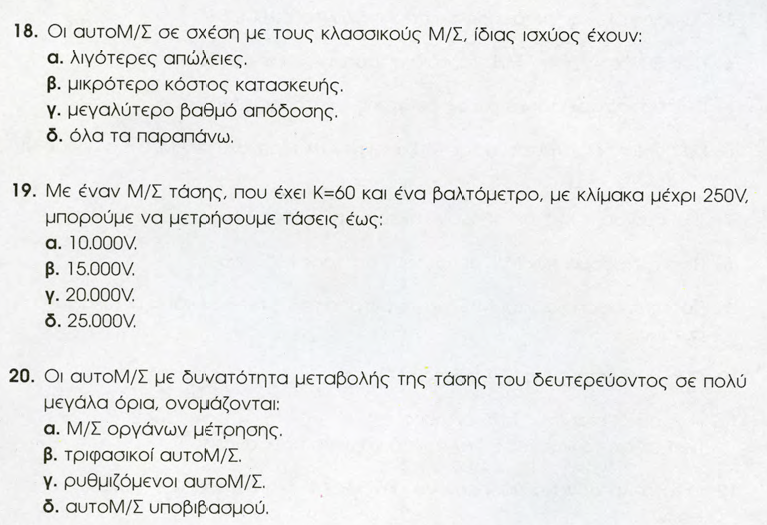 18. Οι αυτοΜ/Σ σε σχέση με τους κλασσικούς Μ/Σ, ίδιας ισχύος έχουν:
α. λιγότερες απώλειες.
β. μικρότερο κόστος κατασκευής.
γ. μεγαλύτερο βαθμό απόδοσης.
δ. όλα τα παραπάνω.
19. Με έναν Μ/Σ τάσης, που έχει Κ=60 και ένα βαλτόμετρο, με κλίμακα μέχρι 250V,
μπορούμε να μετρήσουμε τάσεις έως:
α. 10.000V.
β. 15.000V.
γ. 20.000V.
δ. 25.000V.
20. Οι αυτοΜ/Σ με δυνατότητα μεταβολής της τάσης του δευτερεύοντος σε πολύ
μεγάλα όρια, ονομάζονται:
α. Μ/Σ οργάνων μέτρησης.
β. τριφασικοί αυτοΜ/Σ.
γ. ρυθμιζόμενοι αυτοΜ/Σ.
δ. αυτοΜ/Σ υποβιβασμού.